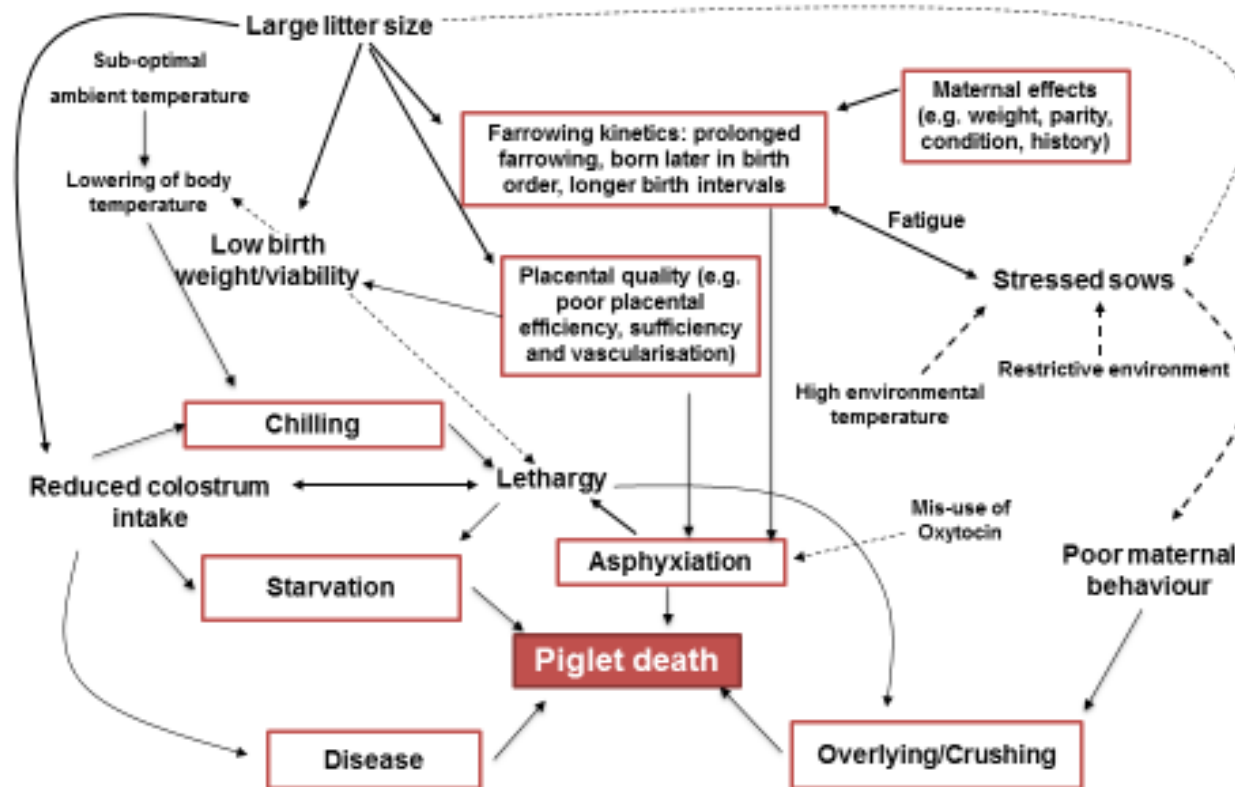 Large litter size
Sub-optimal
ambient temperature
Maternal effects
(e.g. weight, parity,
condition, history)
Farrowing kinetics: prolonged
farrowing, born later in birth
order, longer birth intervals
Lowering of body
temperature
Fatigue
Low birth
weight/viability
Placental quality (e.g.
poor placental
efficiency, sufficiency
and vascularisation)
Stressed sows
Restrictive environment
High environmental
temperature
Chilling
Reduced colostrum
intake
Lethargy
Mis-use of
Oxytocin
Asphyxiation
Poor maternal
behaviour
Starvation
Piglet death
Disease
Overlying/Crushing